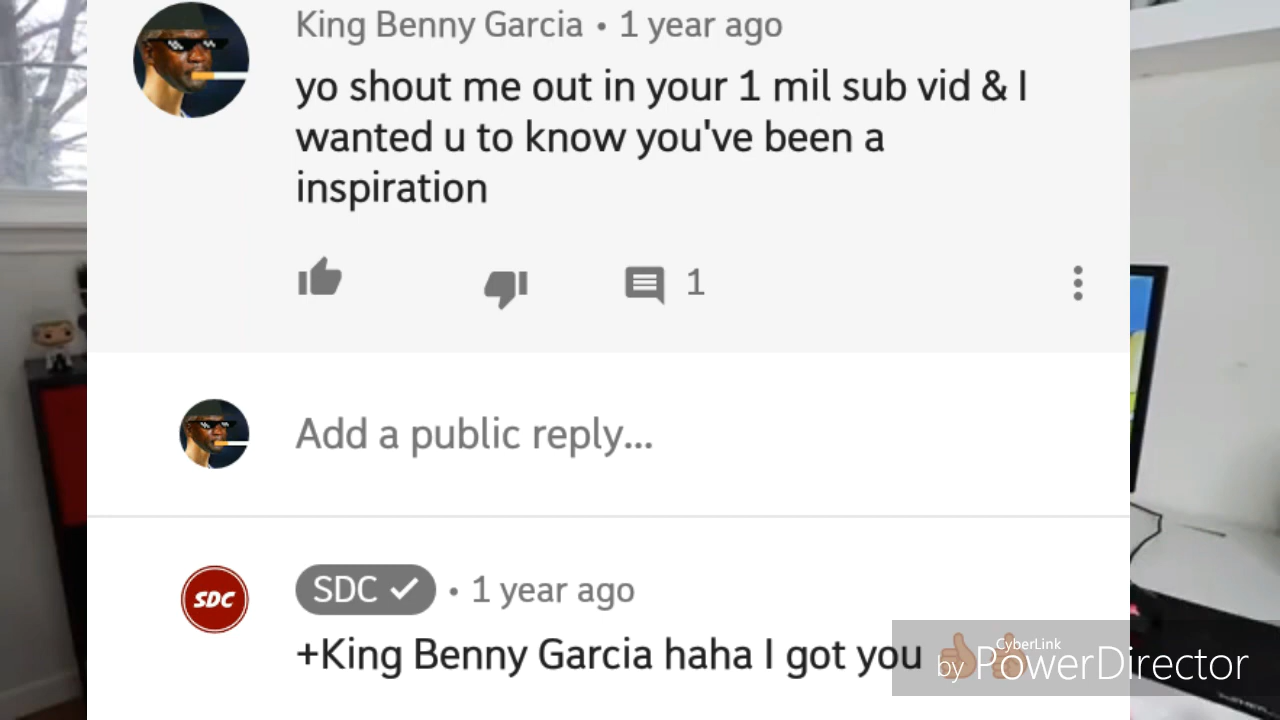 King Benny Garcia • 1 year ago
yo shout me out in your 1 mil sub vid & I
wanted u to know you've been a
inspiration
1
Add a public reply...
SDC
SDC • 1 year ago
+King Benny Garcia haha I got you
CyberLink
by PowerDirector